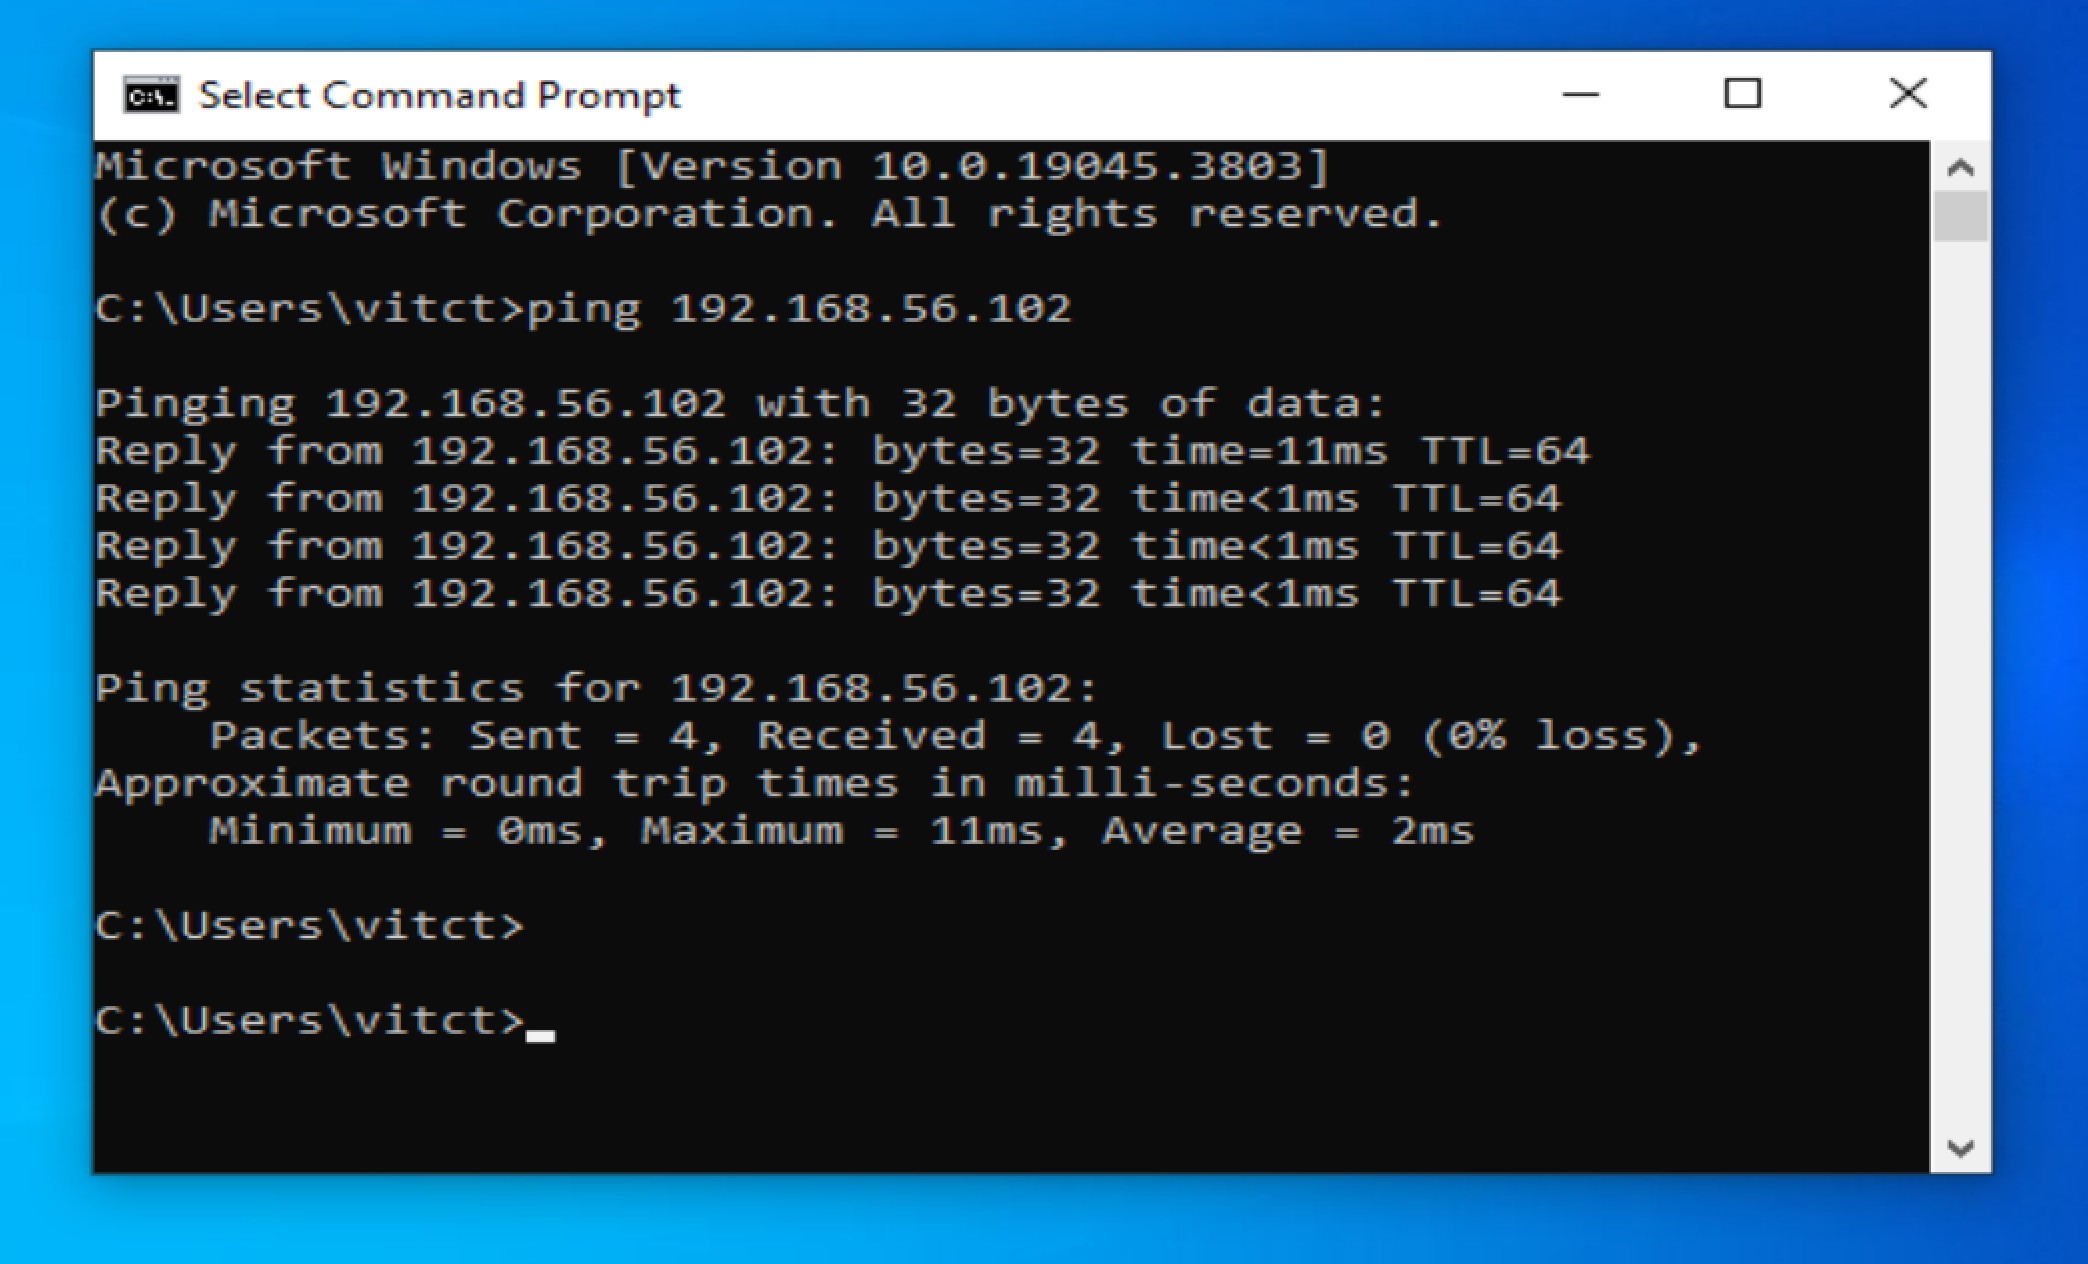 C:\. Select Command Prompt
Microsoft Windows [Version 10.0.19045.3803]
(c) Microsoft Corporation. All rights reserved.
C:\Users\vitct>ping 192.168.56.102
Pinging 192.168.56.102 with 32 bytes of data:
Reply from 192.168.56.102: bytes=32 time=11ms TTL=64
Reply from 192.168.56.102: bytes=32 time<1ms TTL=64
Reply from 192.168.56.102: bytes=32 time<1ms TTL=64
Reply from 192.168.56.102: bytes=32 time<1ms TTL=64
Ping statistics for 192.168.56.102:
    Packets: Sent = 4, Received = 4, Lost = 0 (0% loss),
Approximate round trip times in milli-seconds:
    Minimum = 0ms, Maximum = 11ms, Average = 2ms
C:\Users\vitct>
C:\Users\vitct>